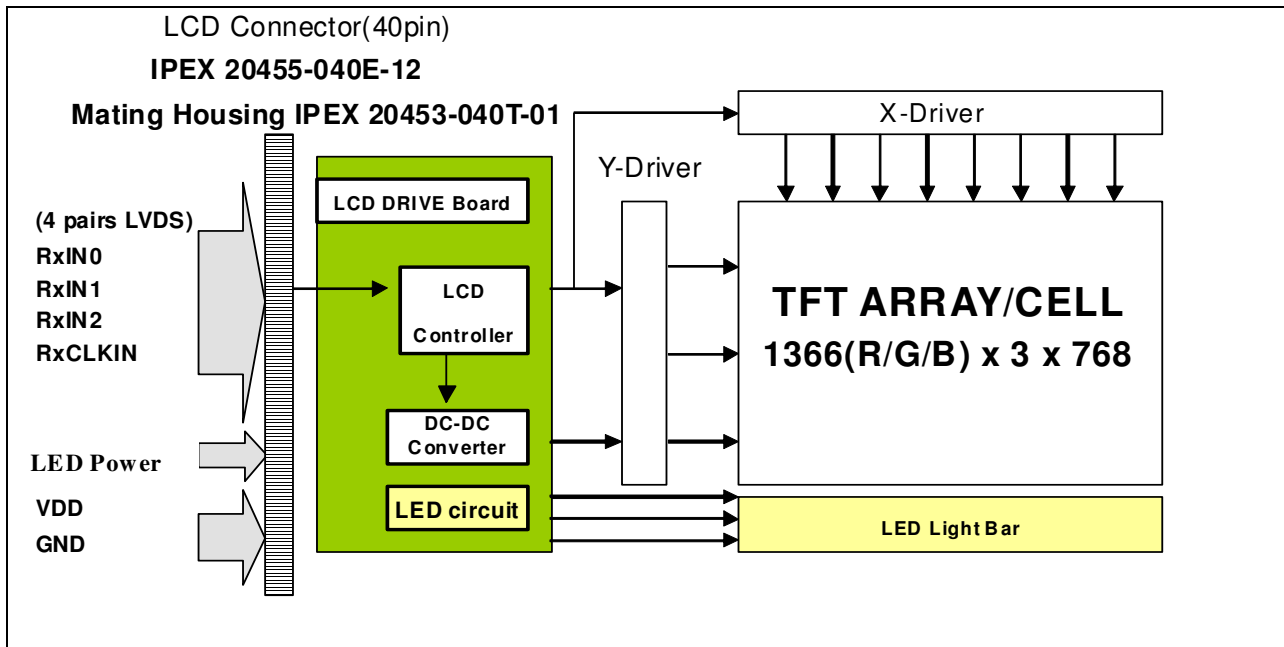 LCD Connector(40pin)
IPEX 20455-040E-12
Mating Housing IPEX 20453-040T-01
(4 pairs LVDS)
RxIN0
RxIN1
RxIN2
RxCLKIN
LED Power
VDD
GND
LCD DRIVE Board
LCD
Controller
DC-DC
Converter
LED circuit
Y-Driver
X-Driver
TFT ARRAY/CELL
1366(R/G/B) x 3 x 768
LED Light Bar